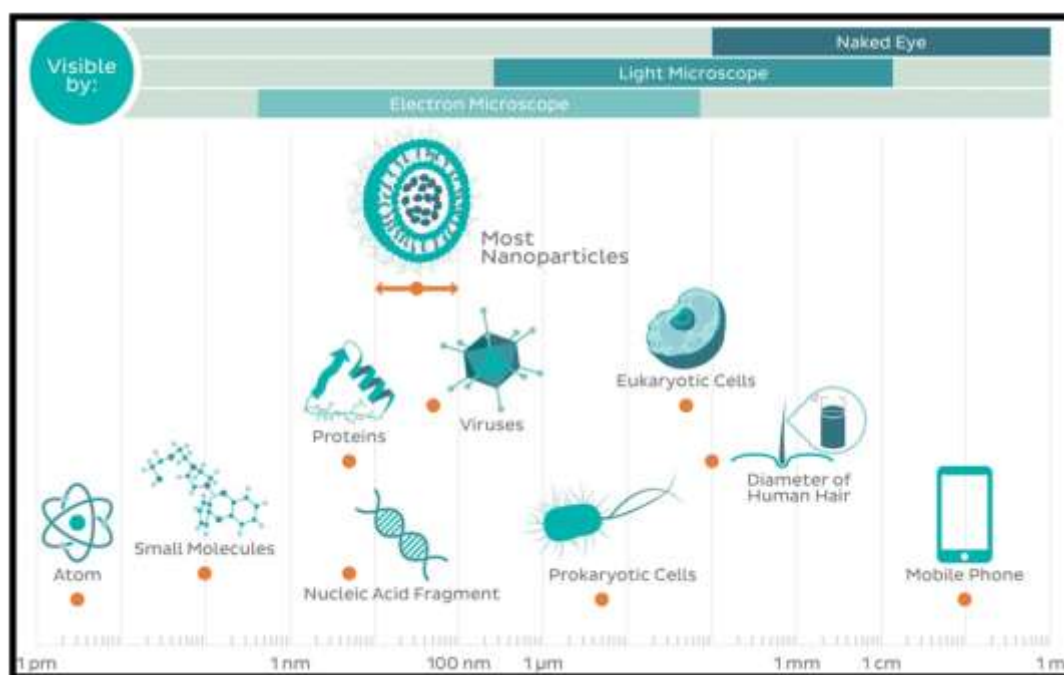 Visible
by:
Naked Eye
Light Microscope
Electron Microscope
Most
Nanoparticles
Eukaryotic Cells
Viruses
Proteins
Diameter of
Human Hair
Small Molecules
Atom
Nucleic Acid Fragment
Prokaryotic Cells
Mobile Phone
1 pm
1 nm
100 nm
1 µm
1 mm
1 cm
1 m